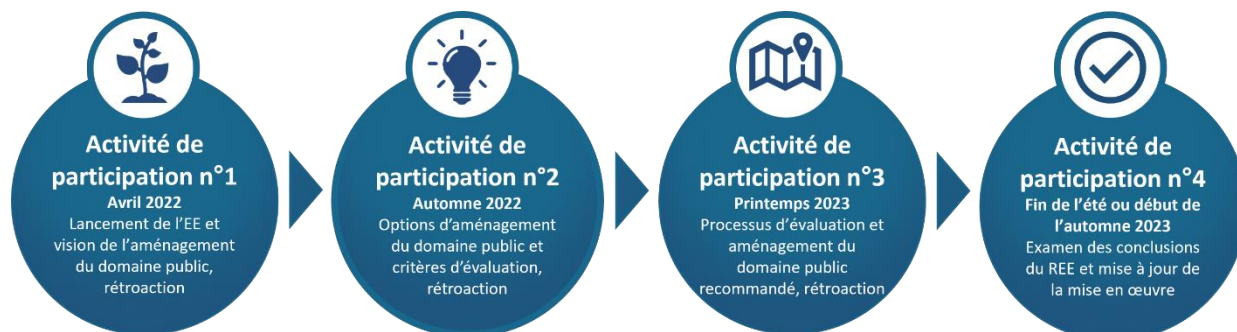 Activité de
participation n°1
Avril 2022
Lancement de l'EE et
vision de l'aménagement
du domaine public,
rétroaction
Activité de
participation n°2
Automne 2022
Options d'aménagement
du domaine public et
critères d'évaluation,
rétroaction
Activité de
participation n°3
Printemps 2023
Processus d'évaluation et
aménagement du
domaine public
recommandé, rétroaction
Activité de
participation n°4
Fin de l'été ou début de
l'automne 2023
Examen des conclusions
du REE et mise à jour de
la mise en œuvre